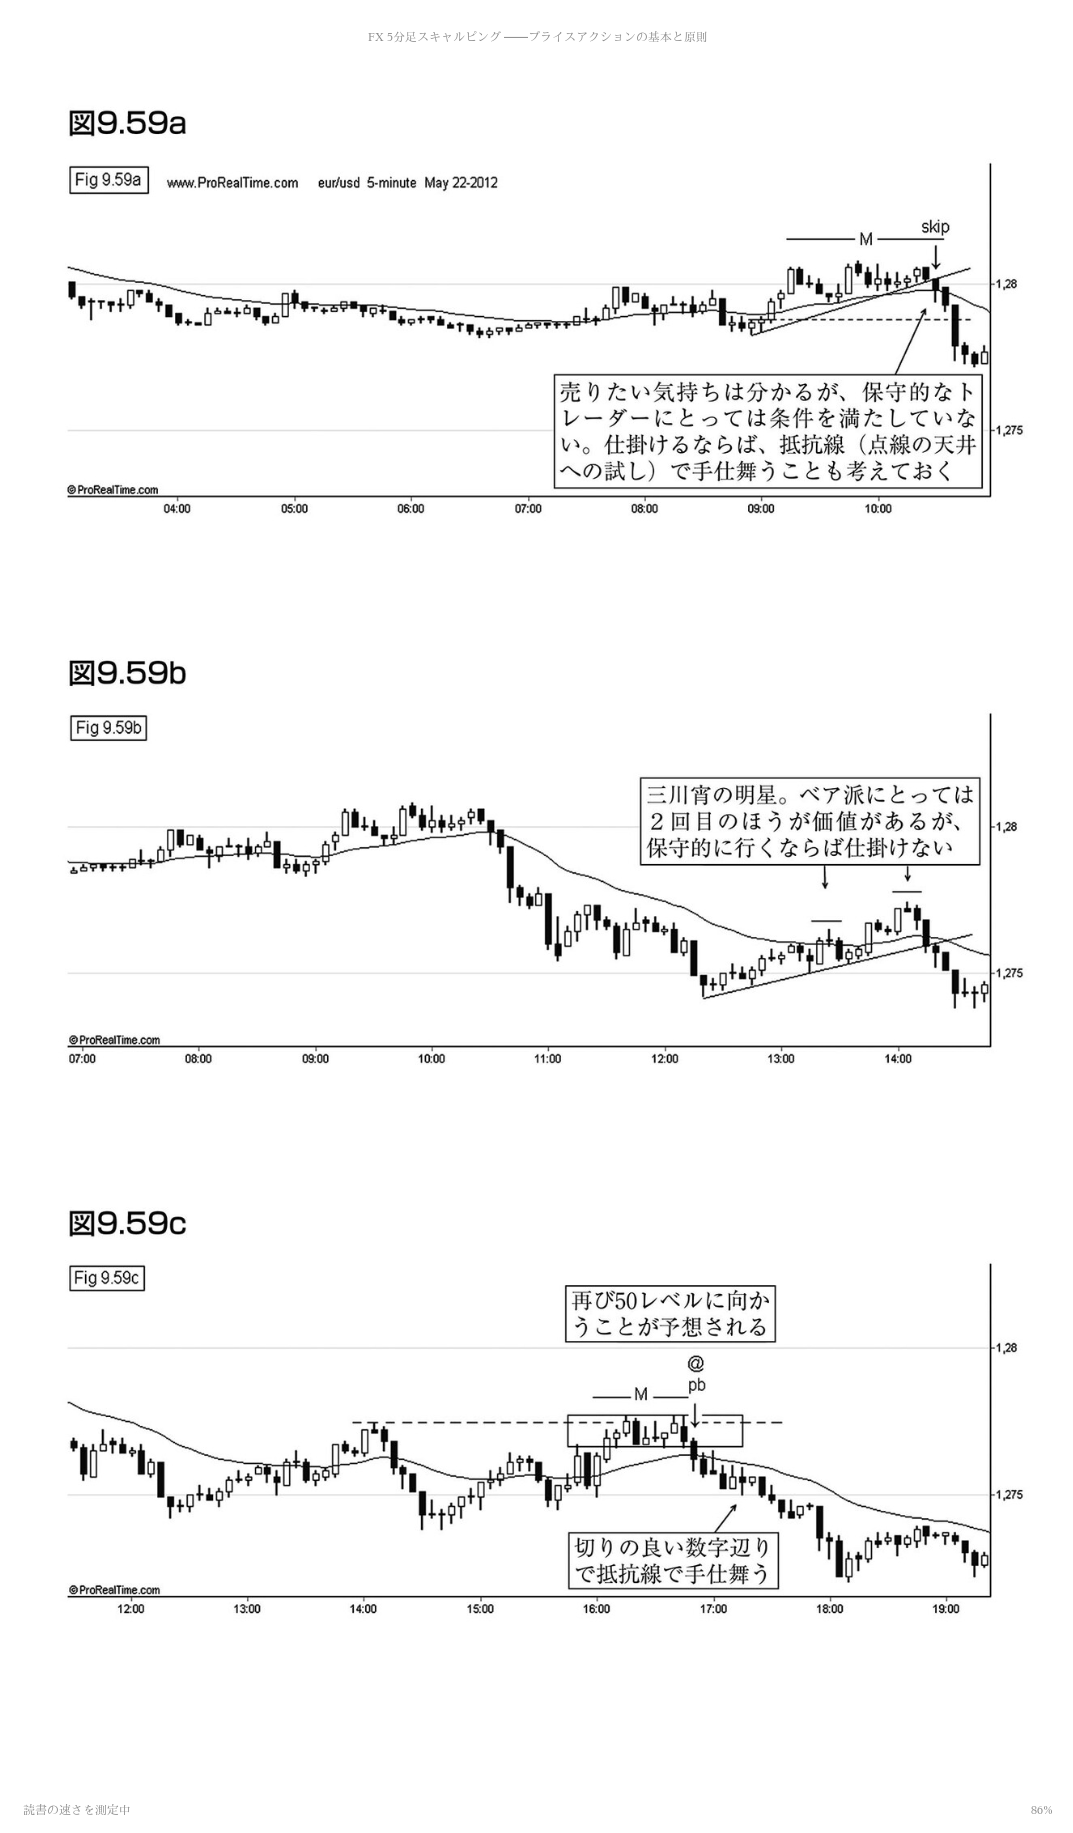 FX 5分足スキャルピング ――プライスアクションの基本と原則
図9.59a
Fig 9.59a www.ProRealTime.com eur/usd 5-minute May 22-2012
skip
M
1,28
売りたい気持ちは分かるが、保守的なト
レーダーにとっては条件を満たしていな
い。仕掛けるならば、抵抗線（点線の天井
への試し）で手仕舞うことも考えておく
1,275
©ProRealTime.com
04:00 05:00 06:00 07:00 08:00 09:00 10:00
図9.59b
Fig 9.59b
三川宵の明星。ベア派にとっては
２回目のほうが価値があるが、
保守的に行くならば仕掛けない
1,28
1,275
©ProRealTime.com
07:00 08:00 09:00 10:00 11:00 12:00 13:00 14:00
図9.59c
Fig 9.59c
再び50レベルに向か
うことが予想される
1,28
@
pb
M
1,275
切りの良い数字辺り
で抵抗線で手仕舞う
©ProRealTime.com
12:00 13:00 14:00 15:00 16:00 17:00 18:00 19:00
読書の速さを測定中 86%